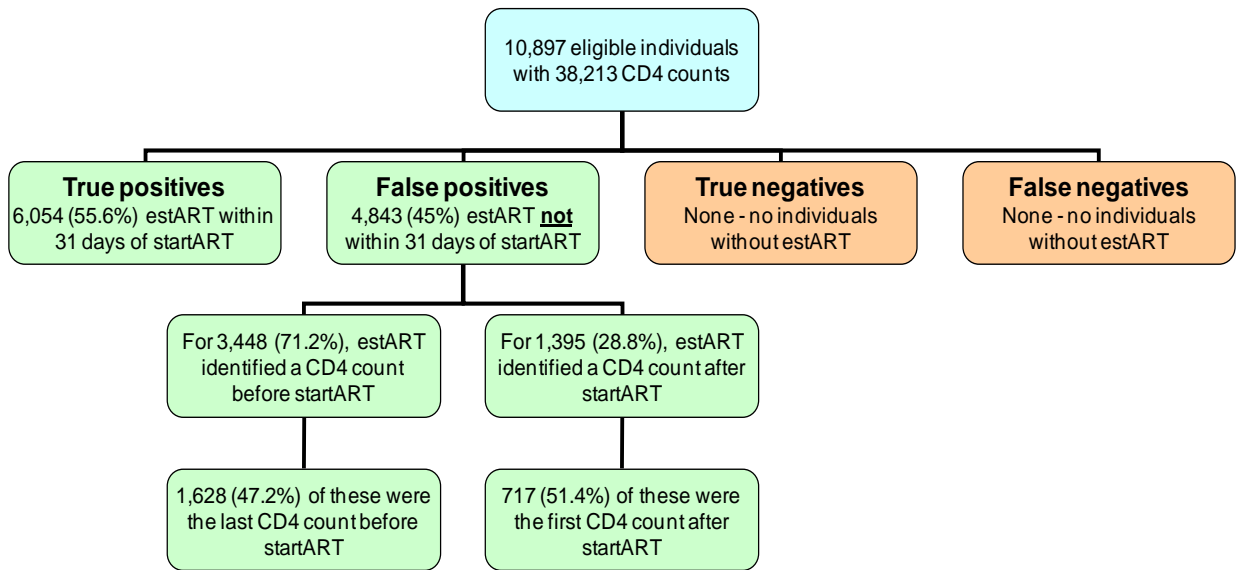 10,897 eligible individuals
with 38,213 CD4 counts
True positives
6,054 (55.6%) estART within
31 days of startART
False positives
4,843 (45%) estART not
within 31 days of startART
True negatives
None - no individuals
without estART
False negatives
None - no individuals
without estART
For 3,448 (71.2%), estART
identified a CD4 count
before startART
For 1,395 (28.8%), estART
identified a CD4 count after
startART
1,628 (47.2%) of these were
the last CD4 count before
startART
717 (51.4%) of these were
the first CD4 count after
startART